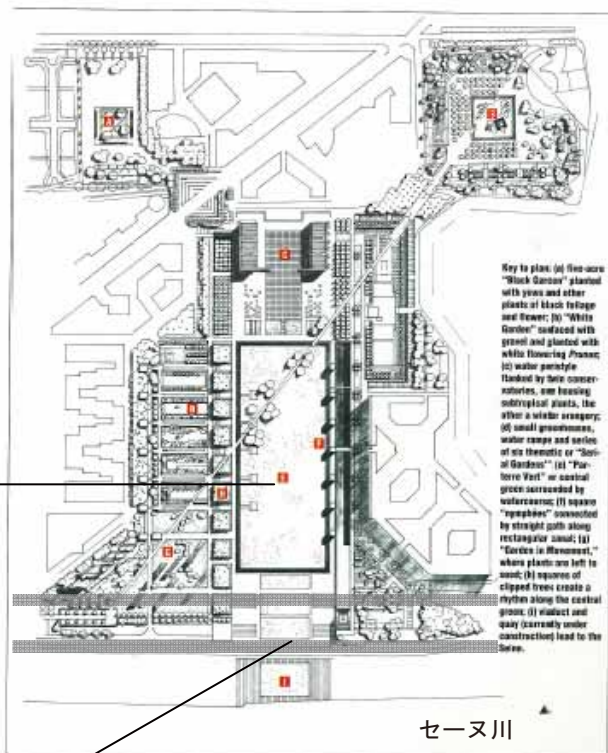 A
B
C
D
F
E
H
G
I
Key to plan: (a) five-acre
"Black Garden" planted
with yews and other
plants of black foliage
and flower; (b) "White
Garden" surfaced with
gravel and planted with
white flowering Prunus;
(c) water peristyle
flanked by twin conser-
vatories, one housing
subtropical plants, the
other a winter orangery;
(d) small greenhouses,
water ramps and series
of six thematic or "Seri-
al Gardens" (e) "Par-
terre Vert" or central
green surrounded by
watercourse; (f) square
"nymphées" connected
by straight path along
rectangular canal; (g)
"Garden in Movement,"
where plants are left to
seed; (h) squares of
clipped trees create a
rhythm along the central
green; (i) viaduct and
quay (currently under
construction) lead to the
Seine.
セーヌ川